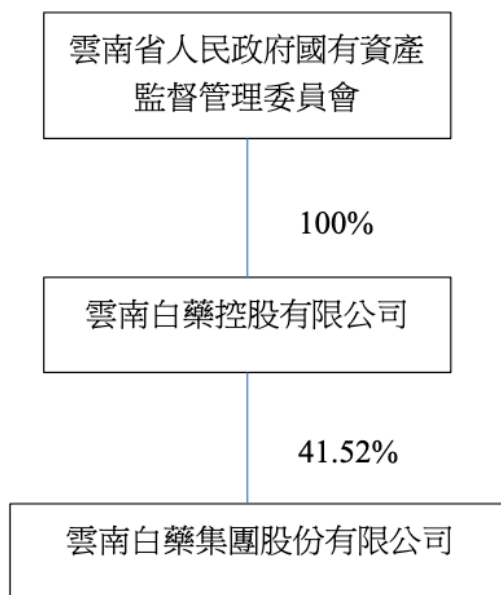 雲南省人民政府國有資產
監督管理委員會
100%
雲南白藥控股有限公司
41.52%
雲南白藥集團股份有限公司